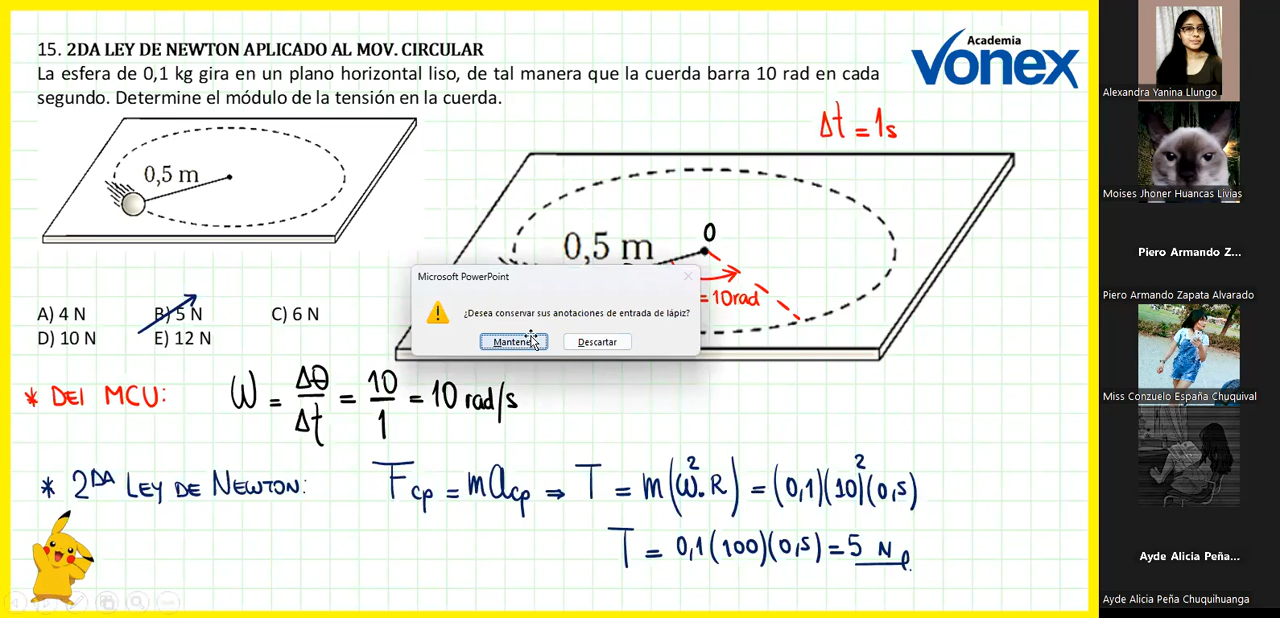 15. 2DA LEY DE NEWTON APLICADO AL MOV. CIRCULAR
La esfera de 0,1 kg gira en un plano horizontal liso, de tal manera que la cuerda barra 10 rad en cada
segundo. Determine el módulo de la tensión en la cuerda.
Academia
vonex
Δt = 1s
0,5 m
O
0,5 m
= 10rad
Microsoft PowerPoint
¿Desea conservar sus anotaciones de entrada de lápiz?
Mantene
Descartar
A) 4 N B) 5 N C) 6 N
D) 10 N E) 12 N
* DEl MCU: W = Δθ/Δt = 10/1 = 10 rad/s
* 2DA LEY DE NEWTON: Fcp = macp ⇒ T = m(ω².R) = (0,1)(10)²(0,5)
T = 0,1(100)(0,5) = 5 N
Alexandra Yanina Llungo
Moises Jhoner Huancas Livias
Piero Armando Z...
Piero Armando Zapata Alvarado
Miss Conzuelo España Chuquival
Ayde Alicia Peña...
Ayde Alicia Peña Chuquihuanga